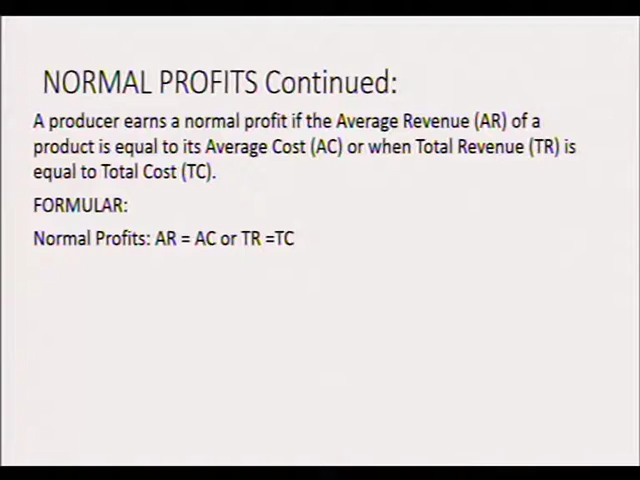 NORMAL PROFITS Continued:
A producer earns a normal profit if the Average Revenue (AR) of a
product is equal to its Average Cost (AC) or when Total Revenue (TR) is
equal to Total Cost (TC).
FORMULAR:
Normal Profits: AR = AC or TR =TC